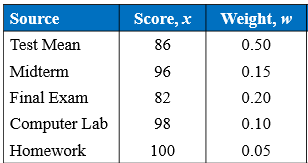 Source Score, x Weight, w
Test Mean 86 0.50
Midterm 96 0.15
Final Exam 82 0.20
Computer Lab 98 0.10
Homework 100 0.05